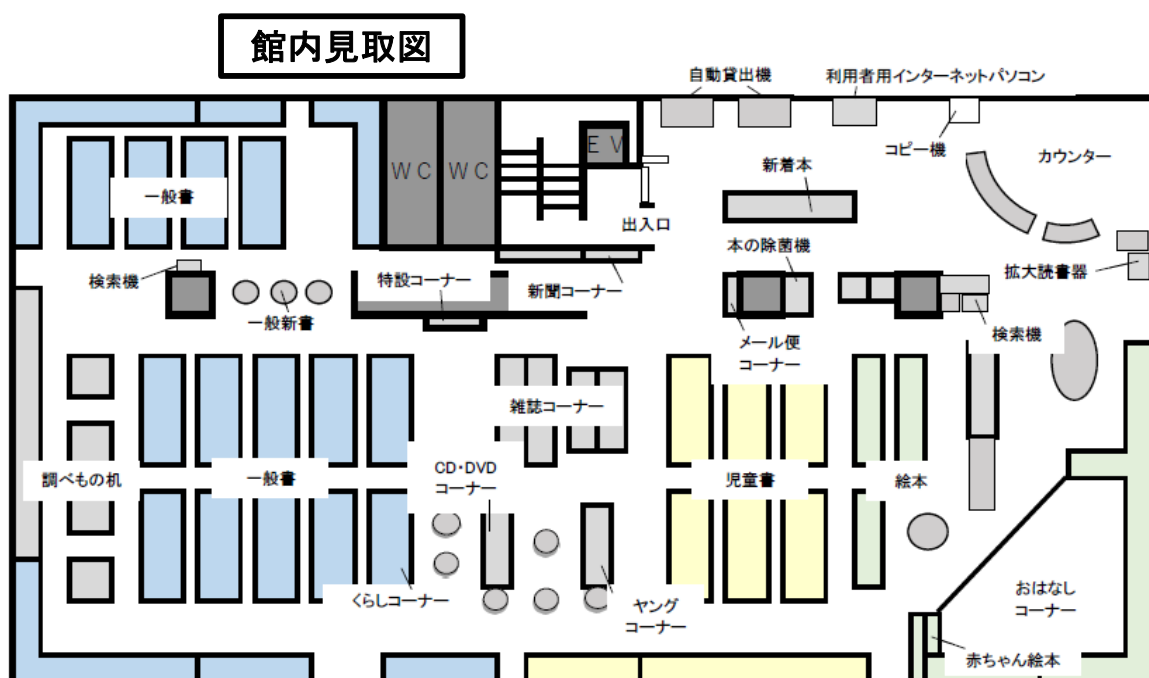 館内見取図
自動貸出機
利用者用インターネットパソコン
コピー機
カウンター
WC
WC
EV
新着本
一般書
出入口
本の除菌機
拡大読書器
検索機
特設コーナー
新聞コーナー
一般新書
検索機
メール便
コーナー
雑誌コーナー
CD・DVD
コーナー
調べもの机
一般書
児童書
絵本
くらしコーナー
ヤング
コーナー
おはなし
コーナー
赤ちゃん絵本